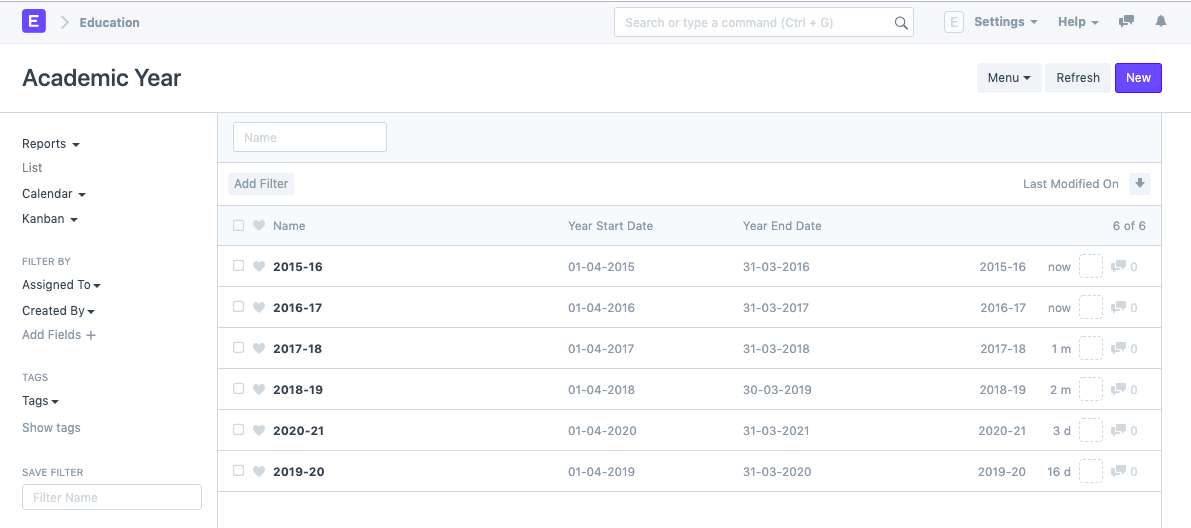 E Education Search or type a command (Ctrl + G) E Settings Help
Academic Year Menu Refresh New
Reports
List
Calendar
Kanban
FILTER BY
Assigned To
Created By
Add Fields
TAGS
Tags
Show tags
SAVE FILTER
Filter Name
Name
Add Filter Last Modified On
Name Year Start Date Year End Date 6 of 6
2015-16 01-04-2015 31-03-2016 2015-16 now 0
2016-17 01-04-2016 31-03-2017 2016-17 now 0
2017-18 01-04-2017 31-03-2018 2017-18 1 m 0
2018-19 01-04-2018 30-03-2019 2018-19 2 m 0
2020-21 01-04-2020 31-03-2021 2020-21 3 d 0
2019-20 01-04-2019 31-03-2020 2019-20 16 d 0